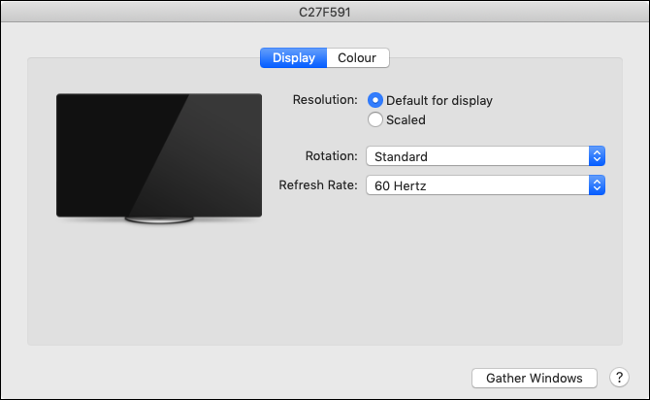 C27F591
Display Colour
Resolution: Default for display
Scaled
Rotation: Standard
Refresh Rate: 60 Hertz
Gather Windows ?